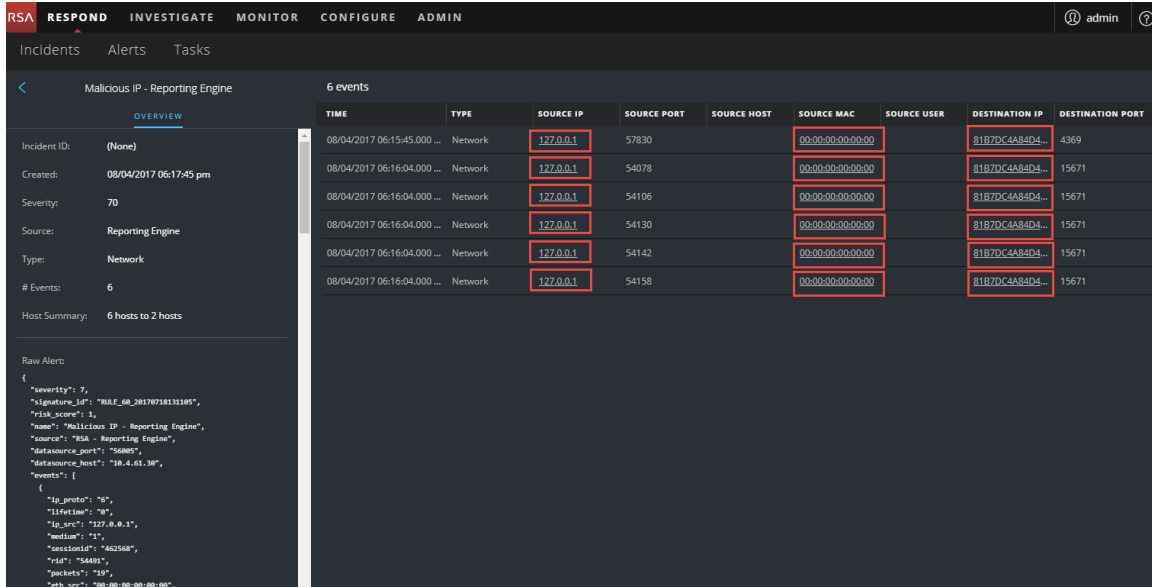 RSA RESPOND INVESTIGATE MONITOR CONFIGURE ADMIN admin ?
Incidents Alerts Tasks
Malicious IP - Reporting Engine
OVERVIEW
Incident ID: (None)
Created: 08/04/2017 06:17:45 pm
Severity: 70
Source: Reporting Engine
Type: Network
# Events: 6
Host Summary: 6 hosts to 2 hosts
Raw Alert:
{
"severity": 7,
"signature_id": "RULE_60_20170718131105",
"risk_score": 1,
"name": "Malicious IP - Reporting Engine",
"source": "RSA - Reporting Engine",
"datasource_port": "56005",
"datasource_host": "10.4.61.30",
"events": [
{
"ip_proto": "6",
"lifetime": "0",
"ip_src": "127.0.0.1",
"medium": "1",
"sessionid": "462568",
"rid": "54491",
"packets": "19",
"eth_src": "00:00:00:00:00:00",
6 events
TIME TYPE SOURCE IP SOURCE PORT SOURCE HOST SOURCE MAC SOURCE USER DESTINATION IP DESTINATION PORT
08/04/2017 06:15:45.000 ... Network 127.0.0.1 57830 00:00:00:00:00:00 81B7DC4A84D4... 4369
08/04/2017 06:16:04.000 ... Network 127.0.0.1 54078 00:00:00:00:00:00 81B7DC4A84D4... 15671
08/04/2017 06:16:04.000 ... Network 127.0.0.1 54106 00:00:00:00:00:00 81B7DC4A84D4... 15671
08/04/2017 06:16:04.000 ... Network 127.0.0.1 54130 00:00:00:00:00:00 81B7DC4A84D4... 15671
08/04/2017 06:16:04.000 ... Network 127.0.0.1 54142 00:00:00:00:00:00 81B7DC4A84D4... 15671
08/04/2017 06:16:04.000 ... Network 127.0.0.1 54158 00:00:00:00:00:00 81B7DC4A84D4... 15671